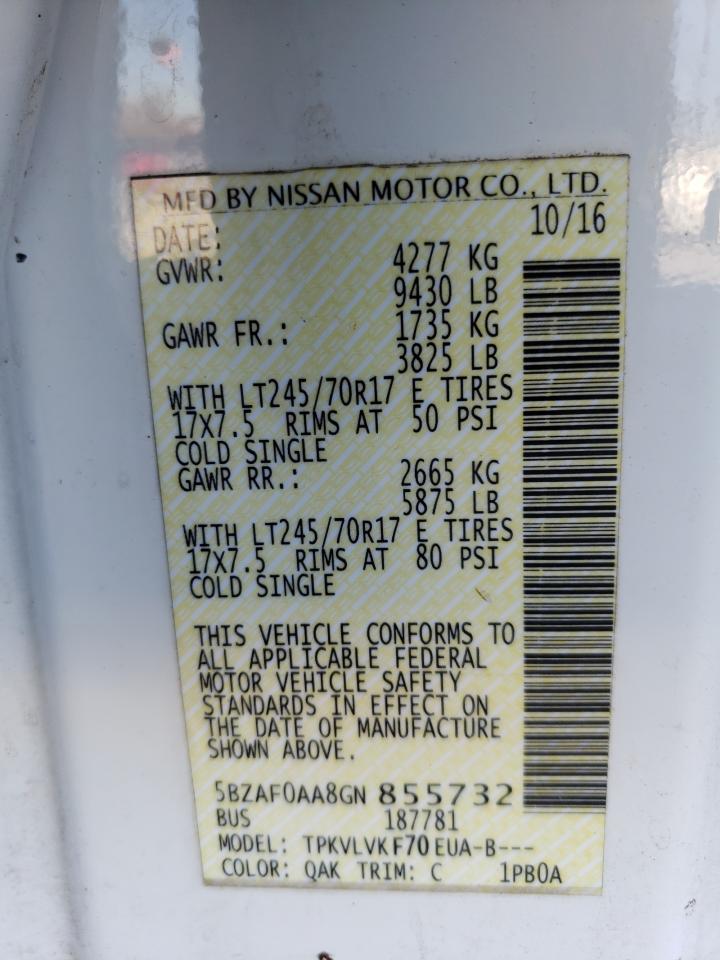 MFD BY NISSAN MOTOR CO., LTD.
DATE: 10/16
GVWR: 4277 KG
9430 LB
GAWR FR.: 1735 KG
3825 LB
WITH LT245/70R17 E TIRES
17X7.5 RIMS AT 50 PSI
COLD SINGLE
GAWR RR.: 2665 KG
5875 LB
WITH LT245/70R17 E TIRES
17X7.5 RIMS AT 80 PSI
COLD SINGLE
THIS VEHICLE CONFORMS TO
ALL APPLICABLE FEDERAL
MOTOR VEHICLE SAFETY
STANDARDS IN EFFECT ON
THE DATE OF MANUFACTURE
SHOWN ABOVE.
5BZAF0AA8GN 855732
BUS 187781
MODEL: TPKVLVKF70EUA-B---
COLOR: QAK TRIM: C 1PB0A